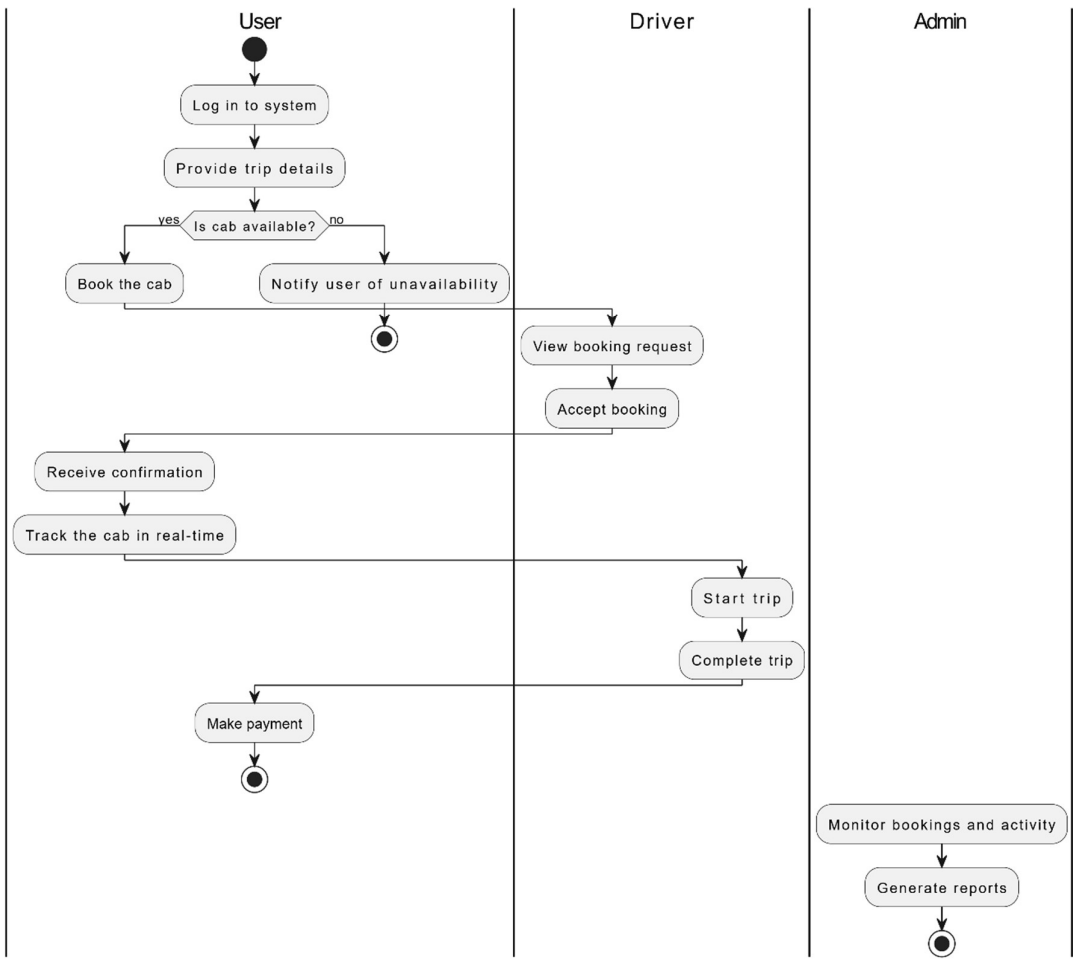 User
Driver
Admin
Log in to system
Provide trip details
yes
Is cab available?
no
Book the cab
Notify user of unavailability
View booking request
Accept booking
Receive confirmation
Track the cab in real-time
Start trip
Complete trip
Make payment
Monitor bookings and activity
Generate reports